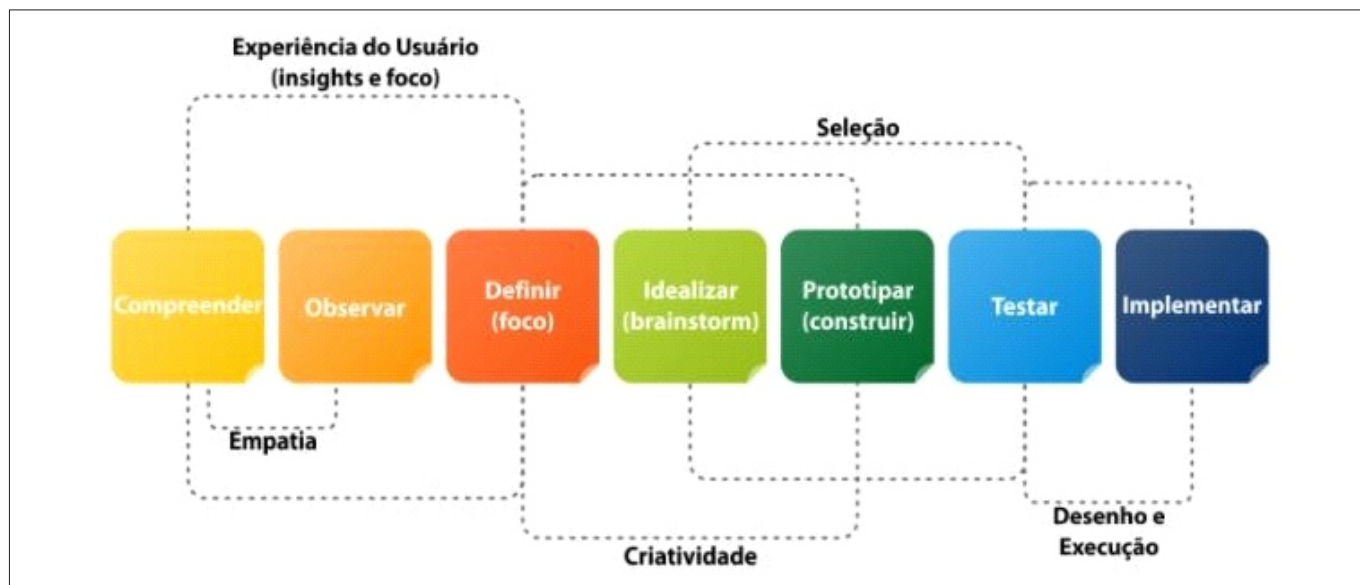 Experiência do Usuário
(insights e foco)
Seleção
Compreender
Observar
Definir
(foco)
Idealizar
(brainstorm)
Prototipar
(construir)
Testar
Implementar
Empatia
Criatividade
Desenho e
Execução